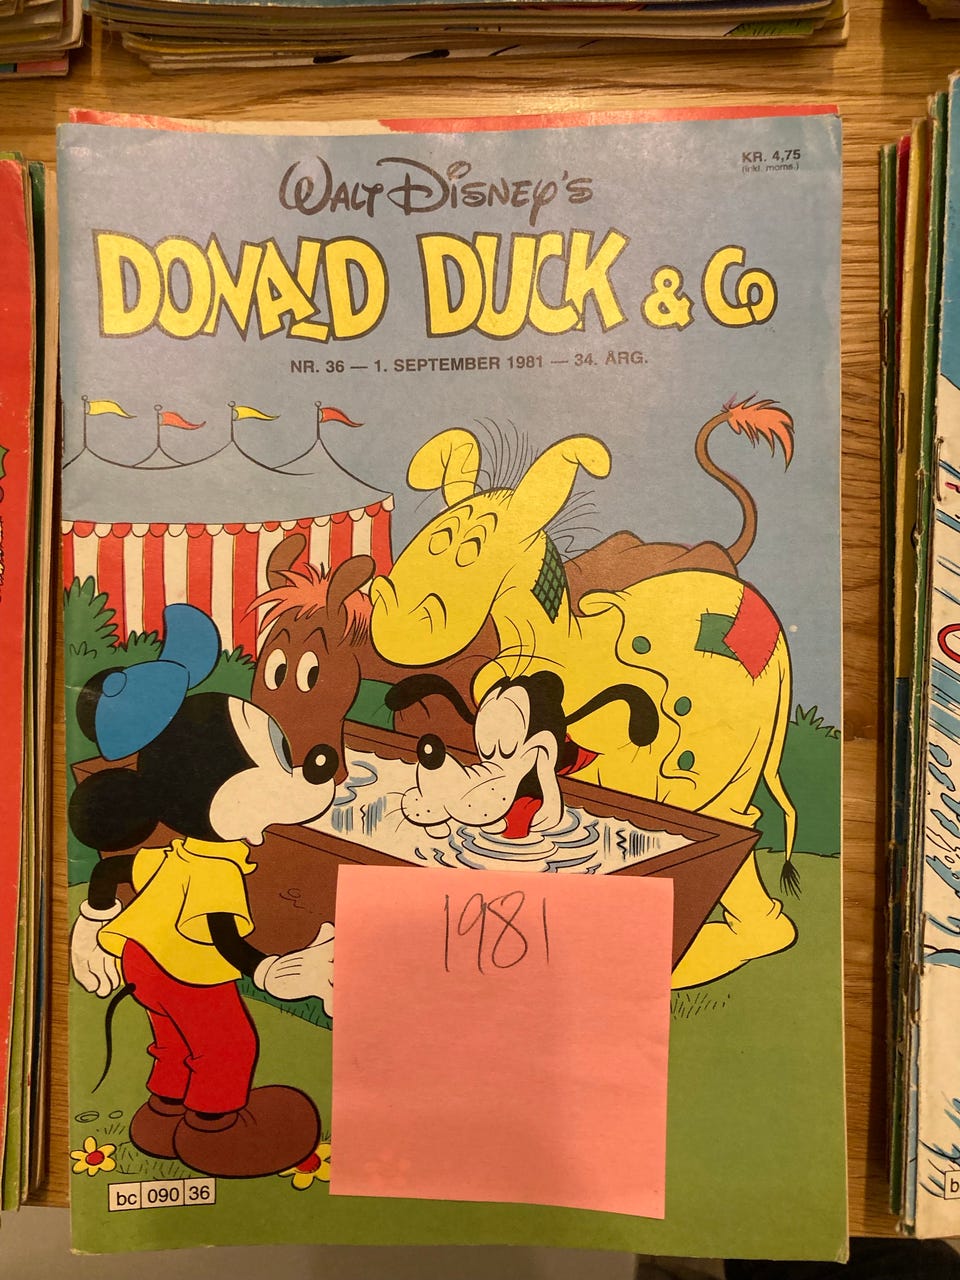 WALT DISNEY'S
KR. 4,75
(inkl. moms.)
DONALD DUCK & Co
NR. 36 — 1. SEPTEMBER 1981 — 34. ÅRG.
1981
bc 090 36